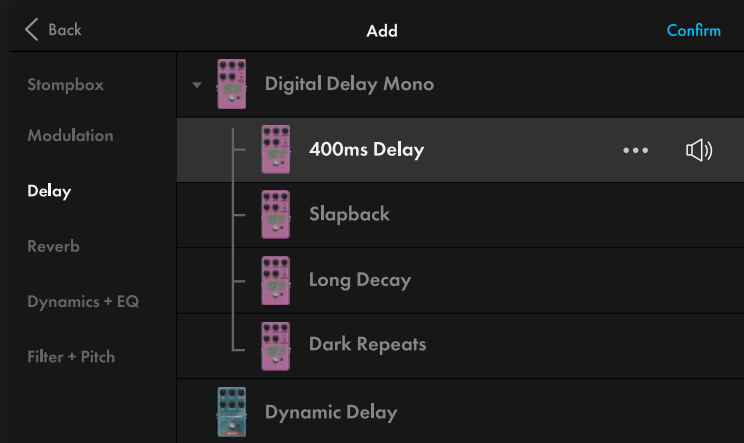 Back
Add
Confirm
Stompbox
Modulation
Delay
Reverb
Dynamics + EQ
Filter + Pitch
Digital Delay Mono
400ms Delay
Slapback
Long Decay
Dark Repeats
Dynamic Delay